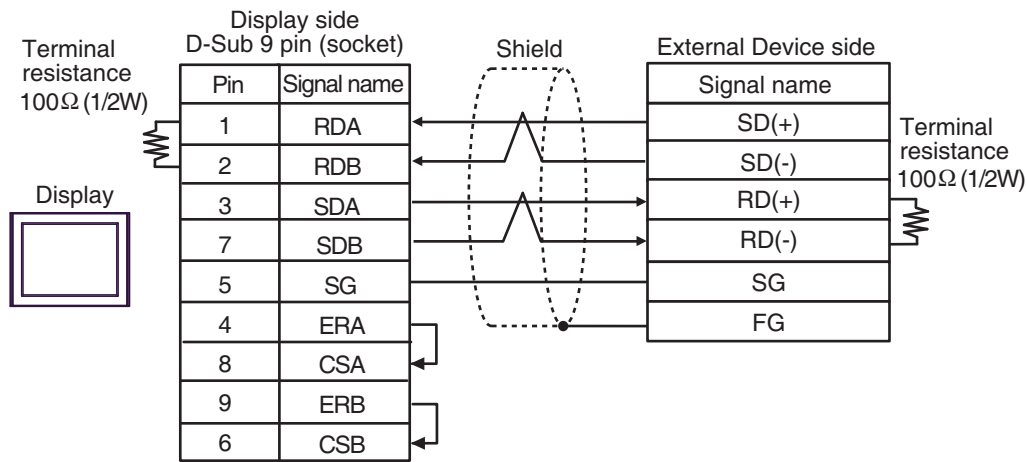 Display side
D-Sub 9 pin (socket)
Terminal
resistance
100Ω (1/2W)
Shield
External Device side
Pin Signal name
1 RDA
2 RDB
3 SDA
7 SDB
5 SG
4 ERA
8 CSA
9 ERB
6 CSB
Display
Signal name
SD(+)
SD(-)
RD(+)
RD(-)
SG
FG
Terminal
resistance
100Ω (1/2W)